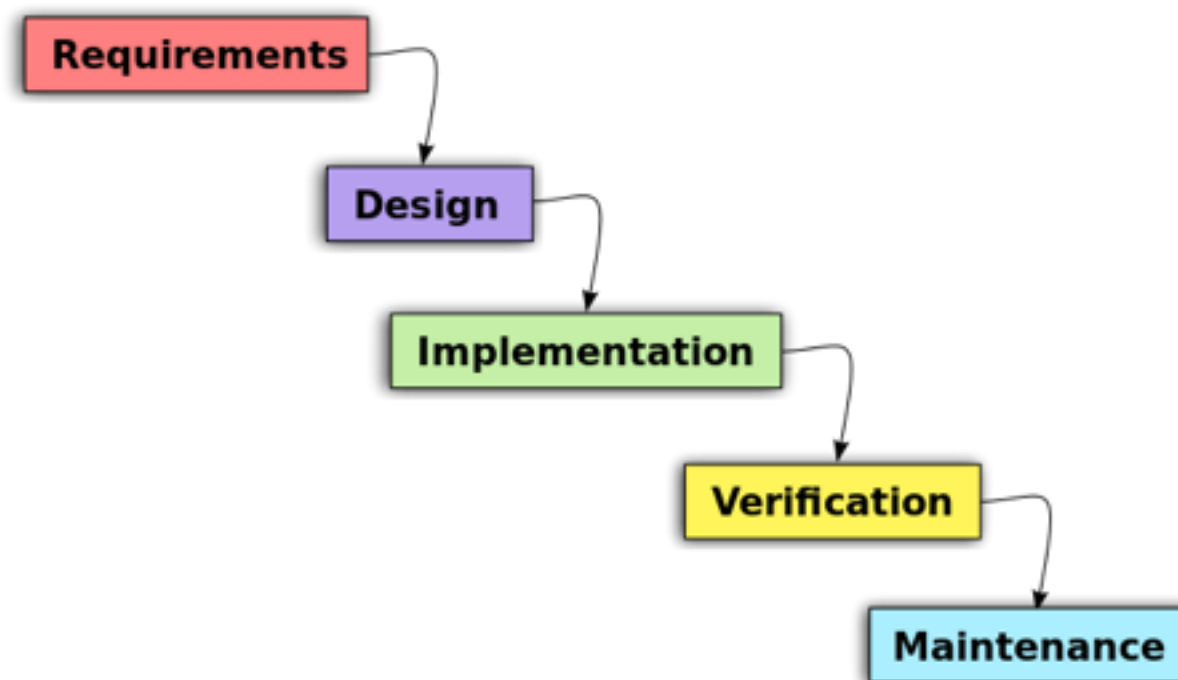 Requirements
Design
Implementation
Verification
Maintenance